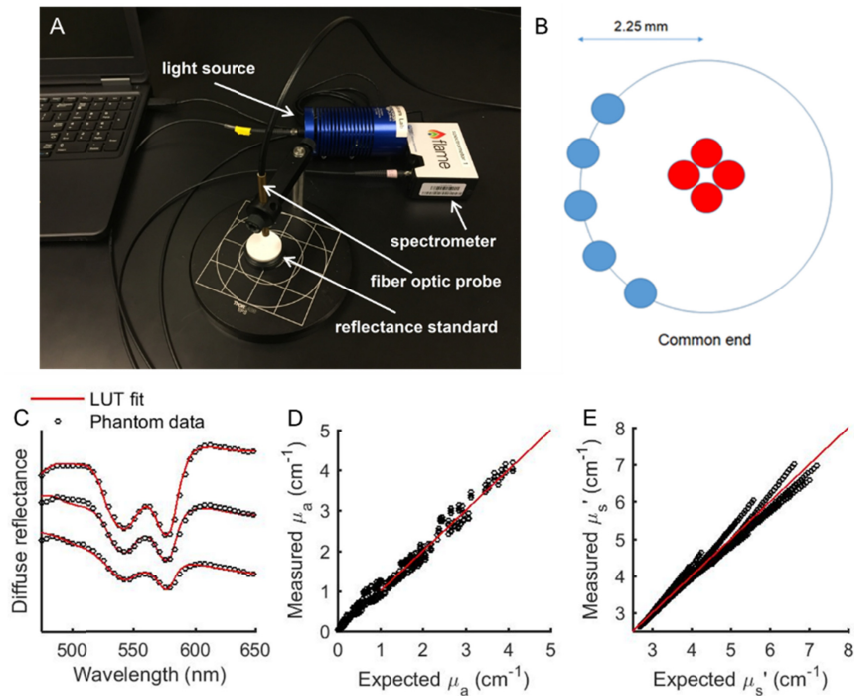 A
light source
flame
spectrometer
fiber optic probe
reflectance standard
B
2.25 mm
Common end
C
LUT fit
Phantom data
Diffuse reflectance
500 550 600 650
Wavelength (nm)
D
Measured μa (cm-1)
5
4
3
2
1
0
0 1 2 3 4 5
Expected μa (cm-1)
E
Measured μs' (cm-1)
8
7
6
5
4
3
3 4 5 6 7 8
Expected μs' (cm-1)